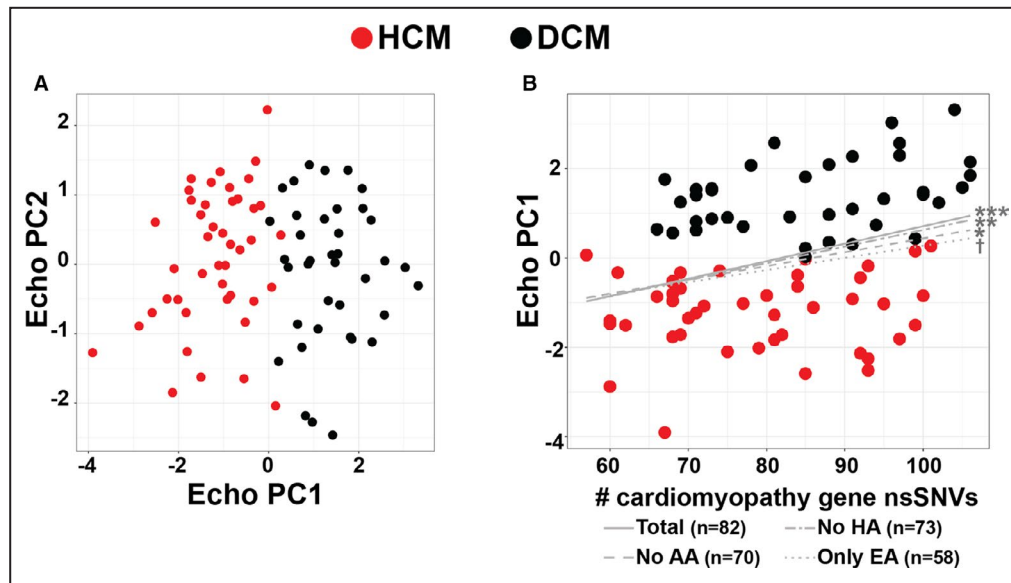 HCM DCM
A
2
1
0
-1
-2
Echo PC2
-4 -2 0 2
Echo PC1
B
2
0
-2
-4
Echo PC1
***
**
*
†
60 70 80 90 100
# cardiomyopathy gene nsSNVs
Total (n=82) No HA (n=73)
No AA (n=70) Only EA (n=58)